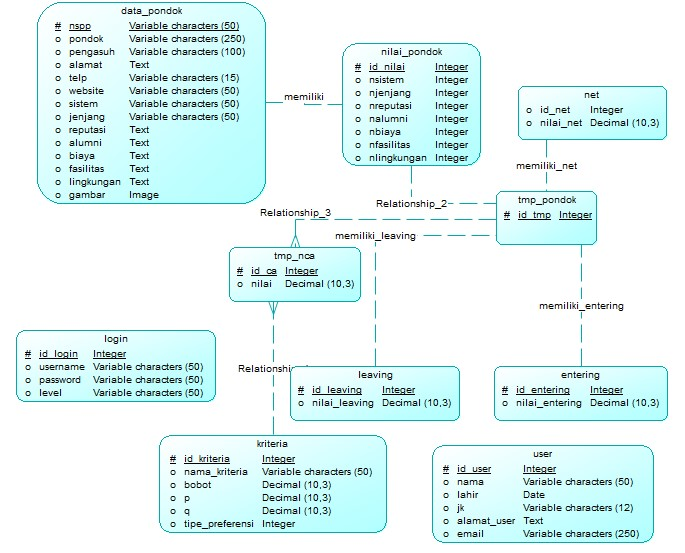 data_pondok
# nspp Variable characters (50)
o pondok Variable characters (250)
o pengasuh Variable characters (100)
o alamat Text
o telp Variable characters (15)
o website Variable characters (50)
o sistem Variable characters (50)
o jenjang Variable characters (50)
o reputasi Text
o alumni Text
o biaya Text
o fasilitas Text
o lingkungan Text
o gambar Image
memiliki
nilai_pondok
# id_nilai Integer
o nsistem Integer
o njenjang Integer
o nreputasi Integer
o nalumni Integer
o nbiaya Integer
o nfasilitas Integer
o nlingkungan Integer
net
o id_net Integer
o nilai_net Decimal (10,3)
memiliki_net
Relationship_2
tmp_pondok
# id_tmp Integer
Relationship_3
memiliki_leaving
tmp_nca
# id_ca Integer
o nilai Decimal (10,3)
memiliki_entering
login
# id_login Integer
o username Variable characters (50)
o password Variable characters (50)
o level Variable characters (50)
Relationshi
leaving
# id_leaving Integer
o nilai_leaving Decimal (10,3)
entering
# id_entering Integer
o nilai_entering Decimal (10,3)
kriteria
# id_kriteria Integer
o nama_kriteria Variable characters (50)
o bobot Decimal (10,3)
o p Decimal (10,3)
o q Decimal (10,3)
o tipe_preferensi Integer
user
# id_user Integer
o nama Variable characters (50)
o lahir Date
o jk Variable characters (12)
o alamat_user Text
o email Variable characters (250)